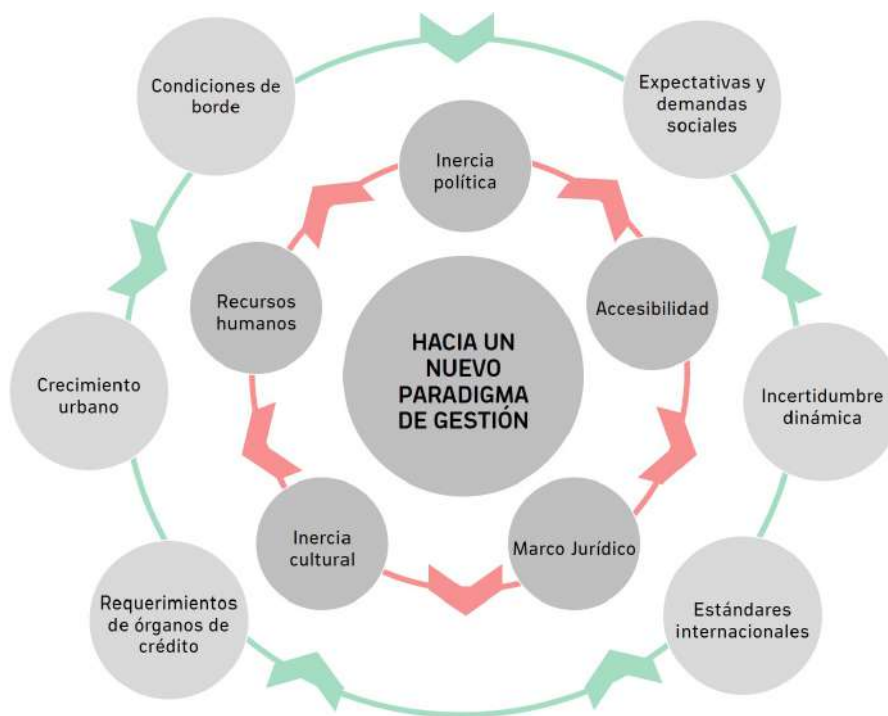 Condiciones de
borde
Expectativas y
demandas
sociales
Inercia
política
Recursos
humanos
Accesibilidad
HACIA UN
NUEVO
PARADIGMA
DE GESTIÓN
Crecimiento
urbano
Incertidumbre
dinámica
Inercia
cultural
Marco Jurídico
Requerimientos
de órganos de
crédito
Estándares
internacionales